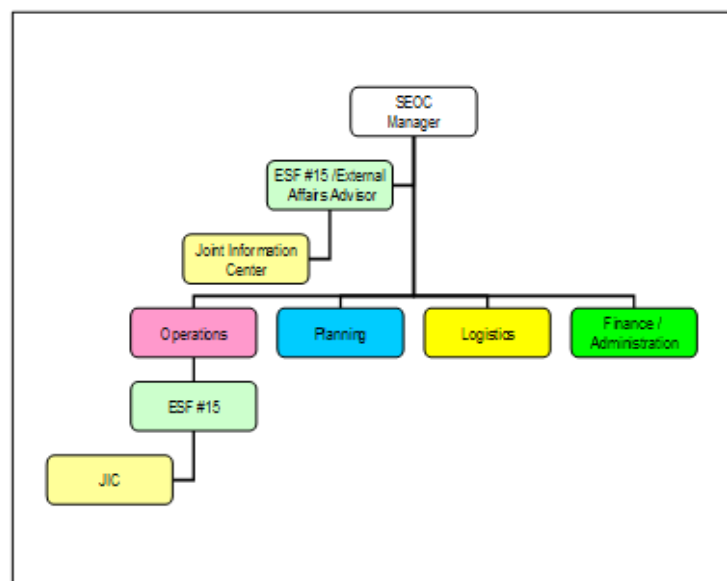 SEOC
Manager
ESF #15 /External
Affairs Advisor
Joint Information
Center
Operations
Planning
Logistics
Finance /
Administration
ESF #15
JIC